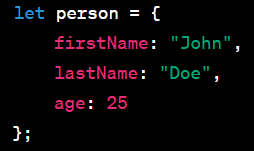 let person = {
    firstName: "John",
    lastName: "Doe",
    age: 25
};